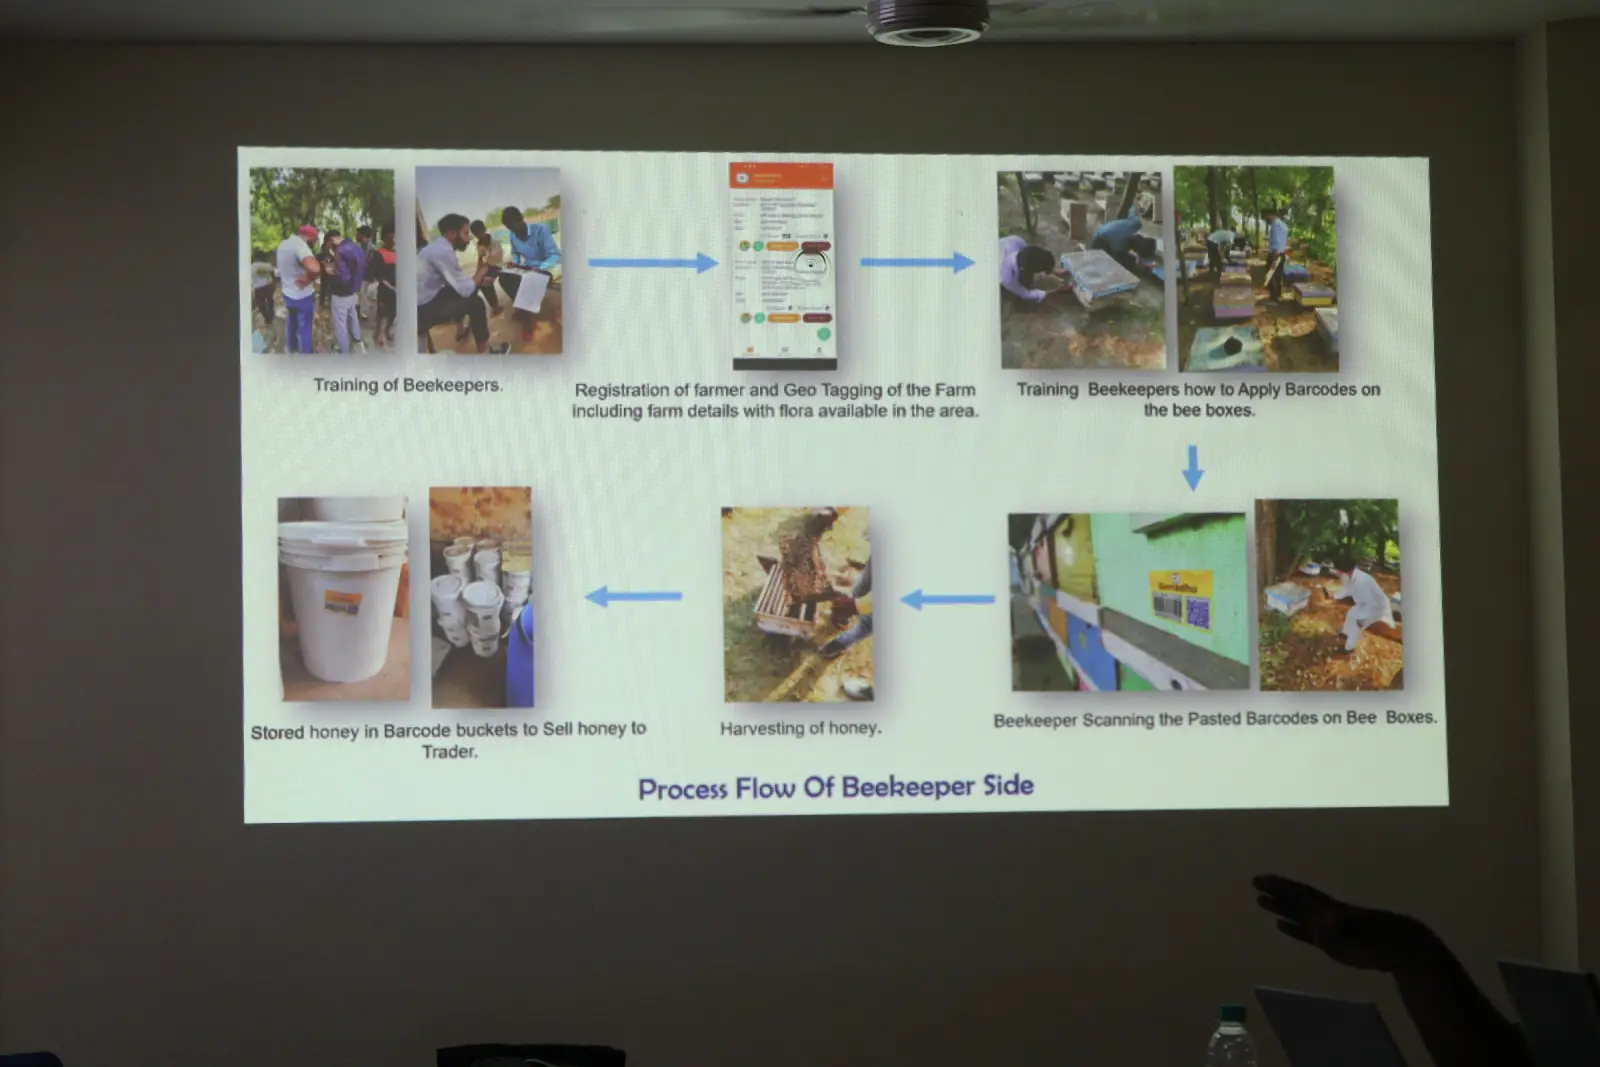 Training of Beekeepers.
Registration of farmer and Geo Tagging of the Farm
including farm details with flora available in the area.
Training Beekeepers how to Apply Barcodes on
the bee boxes.
Stored honey in Barcode buckets to Sell honey to
Trader.
Harvesting of honey.
Beekeeper Scanning the Pasted Barcodes on Bee Boxes.
Process Flow Of Beekeeper Side